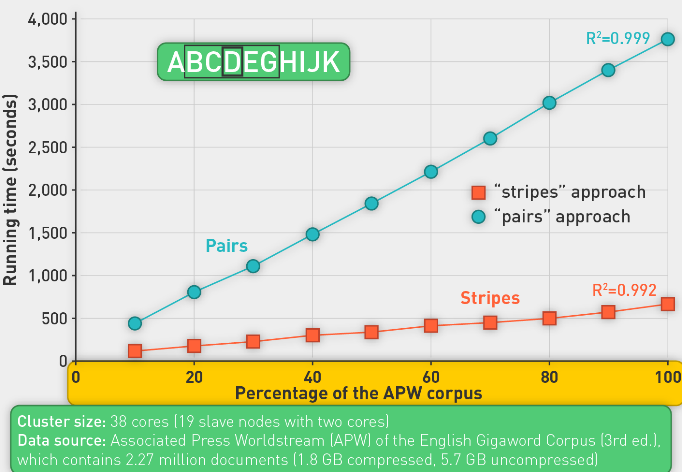 4,000
3,500
3,000
2,500
2,000
1,500
1,000
500
0
Running time (seconds)
ABCDEGHIJK
R²=0.999
"stripes" approach
"pairs" approach
Pairs
Stripes
R²=0.992
0 20 40 60 80 100
Percentage of the APW corpus
Cluster size: 38 cores (19 slave nodes with two cores)
Data source: Associated Press Worldstream (APW) of the English Gigaword Corpus (3rd ed.),
which contains 2.27 million documents (1.8 GB compressed, 5.7 GB uncompressed)